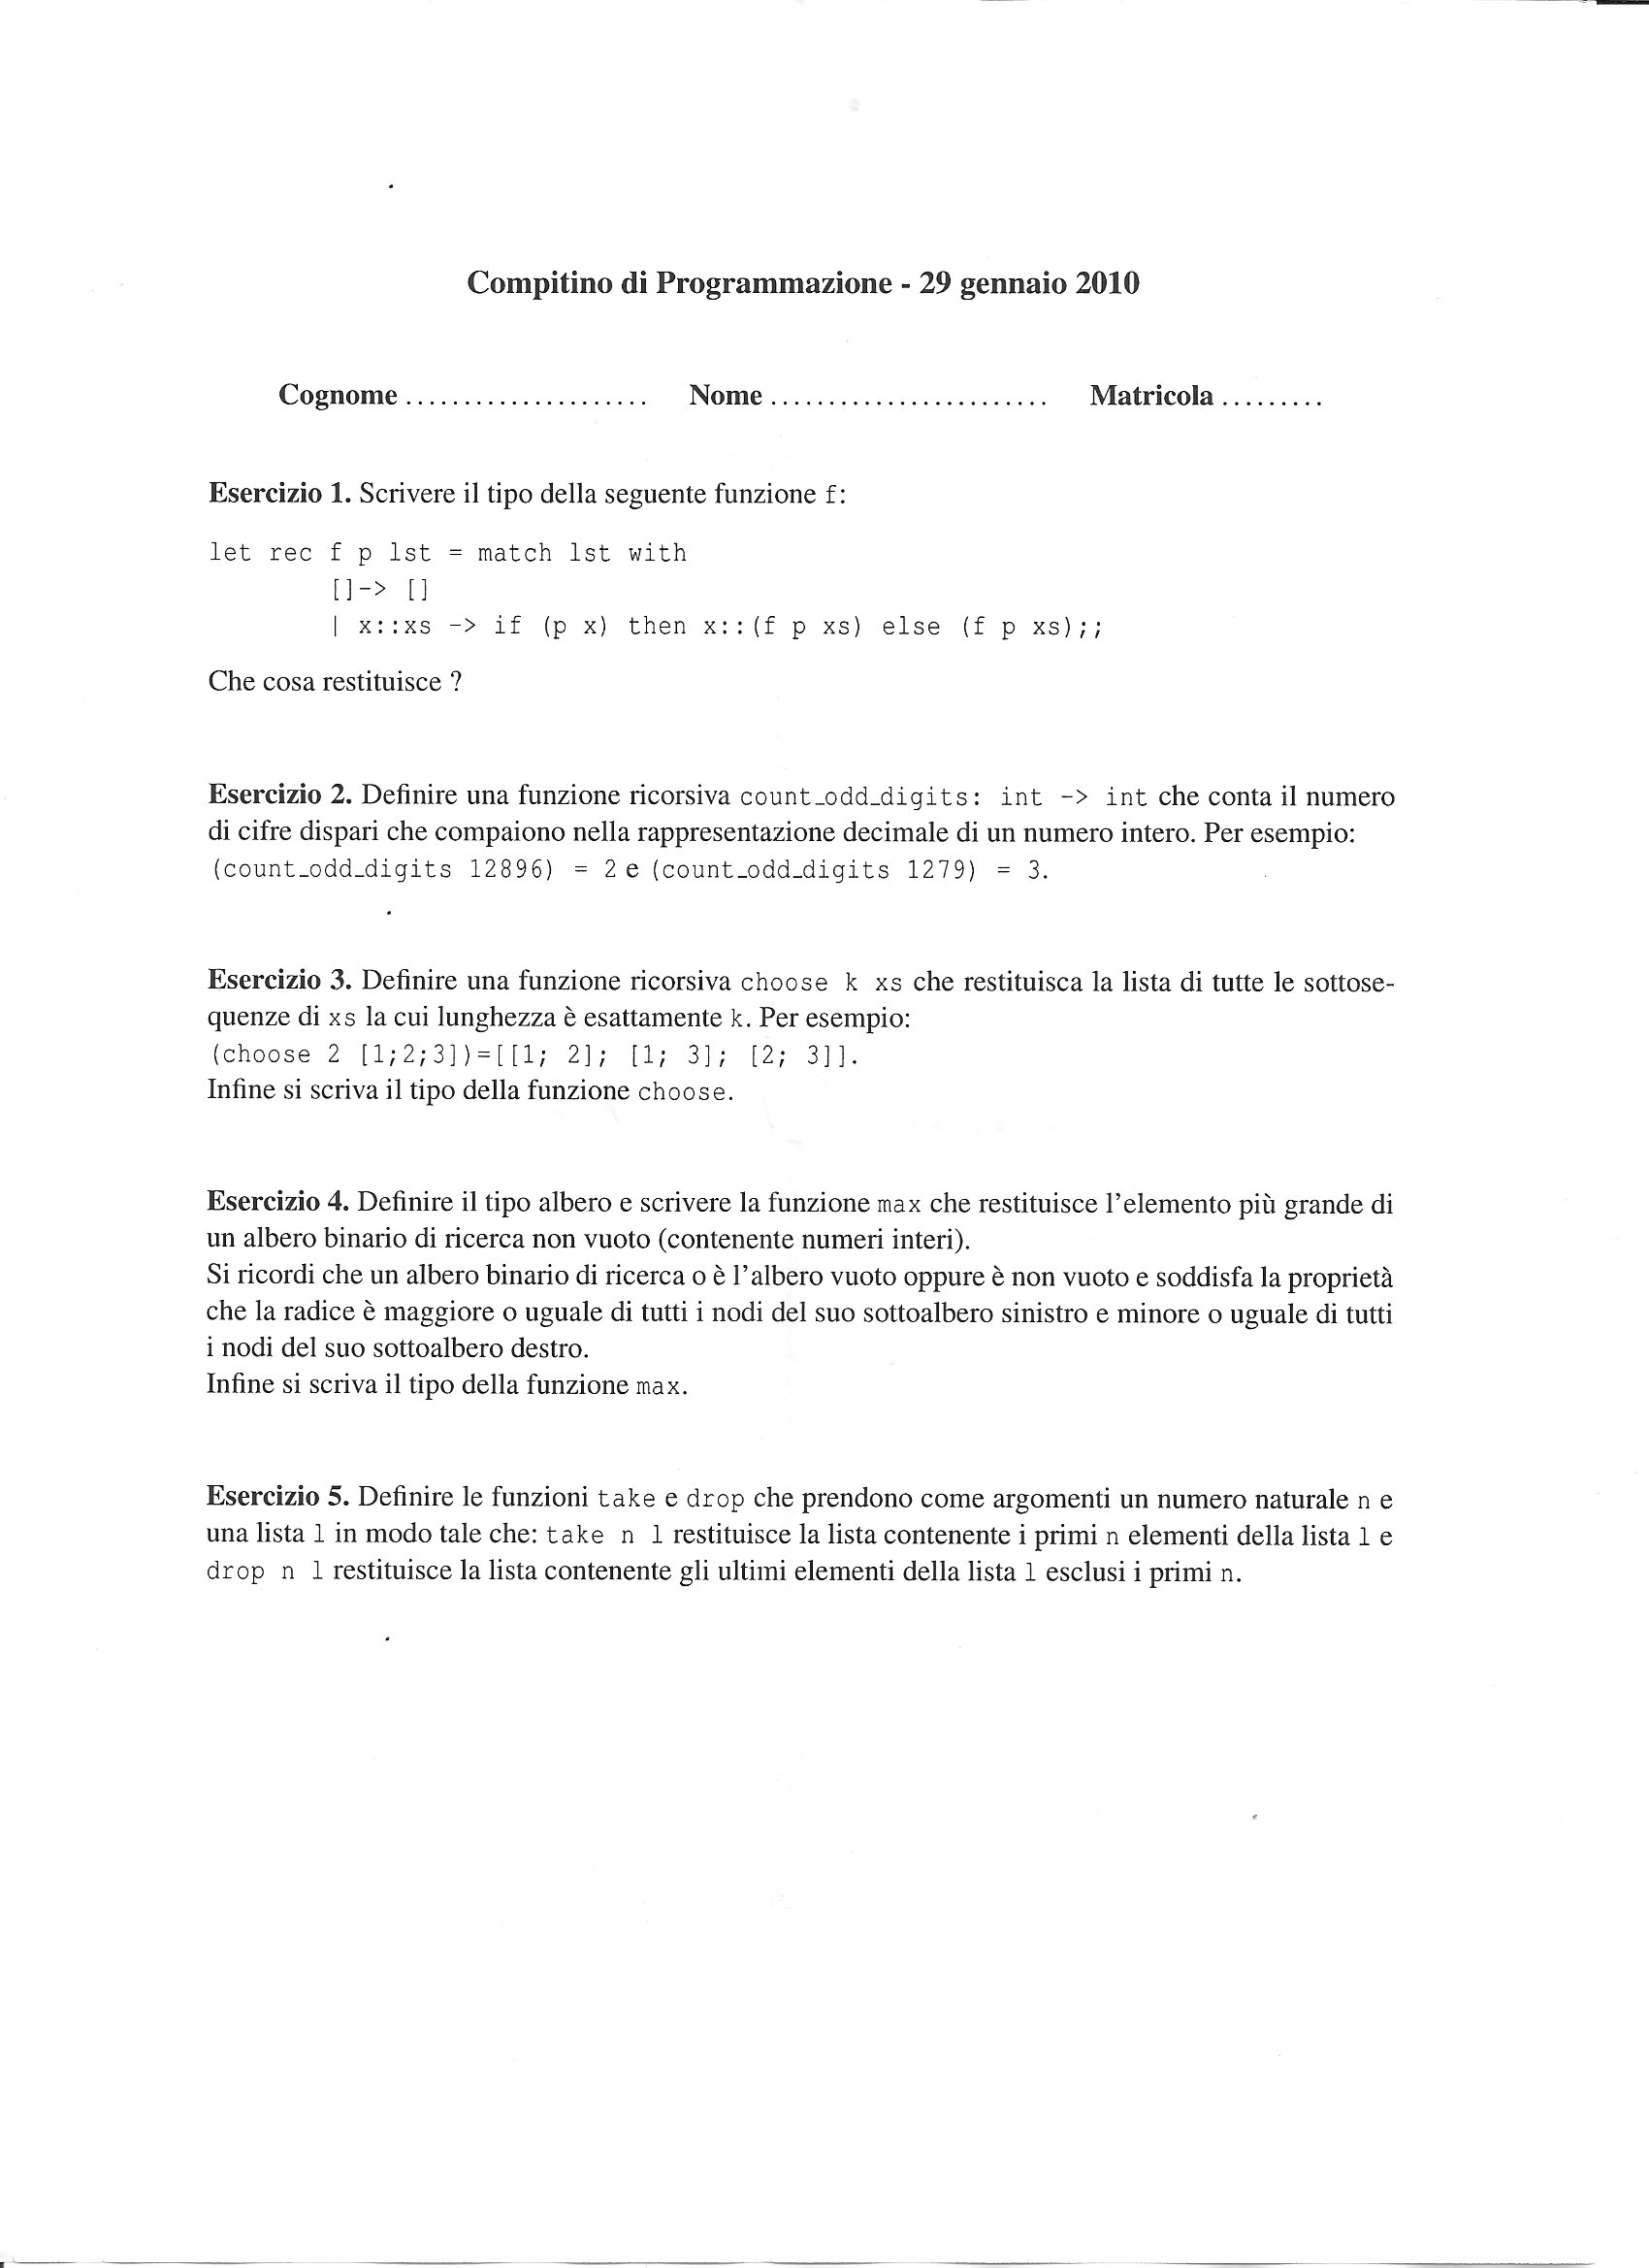 Compitino di Programmazione - 29 gennaio 2010
Cognome ..................... Nome ........................ Matricola .........
Esercizio 1. Scrivere il tipo della seguente funzione f:
let rec f p lst = match lst with
[]-> []
| x::xs -> if (p x) then x::(f p xs) else (f p xs);;
Che cosa restituisce ?
Esercizio 2. Definire una funzione ricorsiva count_odd_digits: int -> int che conta il numero
di cifre dispari che compaiono nella rappresentazione decimale di un numero intero. Per esempio:
(count_odd_digits 12896) = 2 e (count_odd_digits 1279) = 3.
Esercizio 3. Definire una funzione ricorsiva choose k xs che restituisca la lista di tutte le sottose-
quenze di xs la cui lunghezza è esattamente k. Per esempio:
(choose 2 [1;2;3])=[[1; 2]; [1; 3]; [2; 3]].
Infine si scriva il tipo della funzione choose.
Esercizio 4. Definire il tipo albero e scrivere la funzione max che restituisce l'elemento più grande di
un albero binario di ricerca non vuoto (contenente numeri interi).
Si ricordi che un albero binario di ricerca o è l'albero vuoto oppure è non vuoto e soddisfa la proprietà
che la radice è maggiore o uguale di tutti i nodi del suo sottoalbero sinistro e minore o uguale di tutti
i nodi del suo sottoalbero destro.
Infine si scriva il tipo della funzione max.
Esercizio 5. Definire le funzioni take e drop che prendono come argomenti un numero naturale n e
una lista l in modo tale che: take n l restituisce la lista contenente i primi n elementi della lista l e
drop n l restituisce la lista contenente gli ultimi elementi della lista l esclusi i primi n.